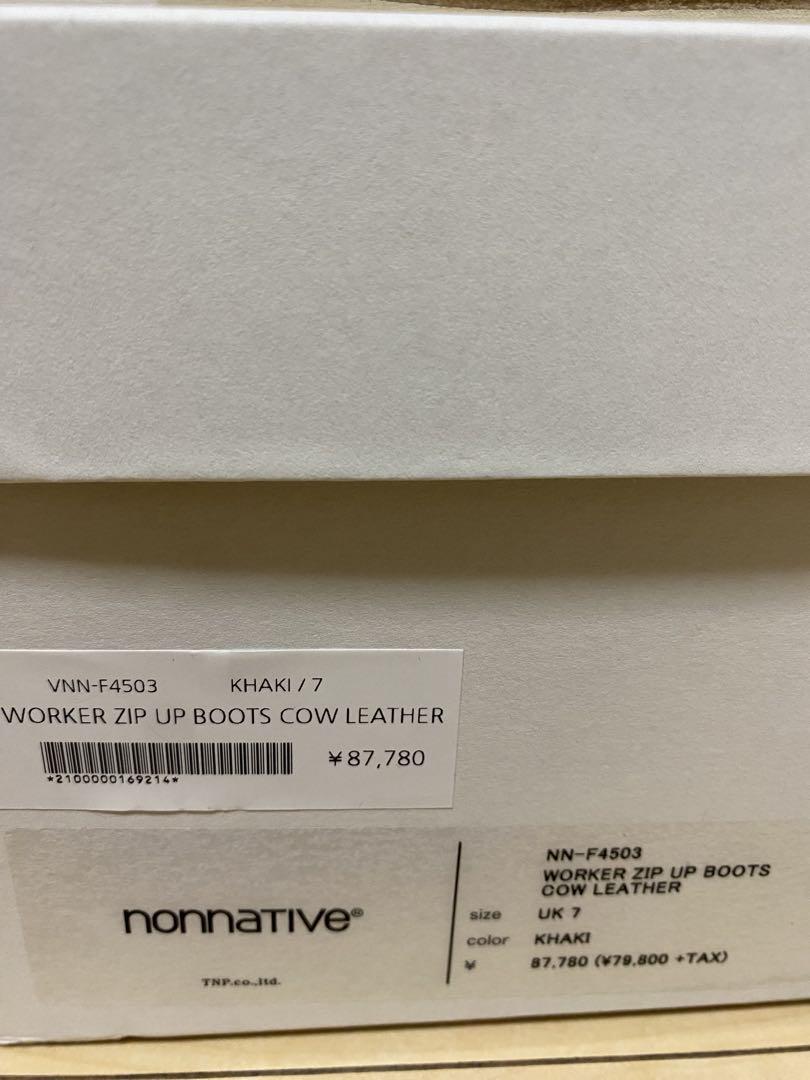 VNN-F4503 KHAKI / 7
WORKER ZIP UP BOOTS COW LEATHER
¥87,780
*2100000169214*
nonnative®
TNP.co.,ltd.
NN-F4503
WORKER ZIP UP BOOTS
COW LEATHER
size UK 7
color KHAKI
¥ 87,780 (¥79,800 +TAX)